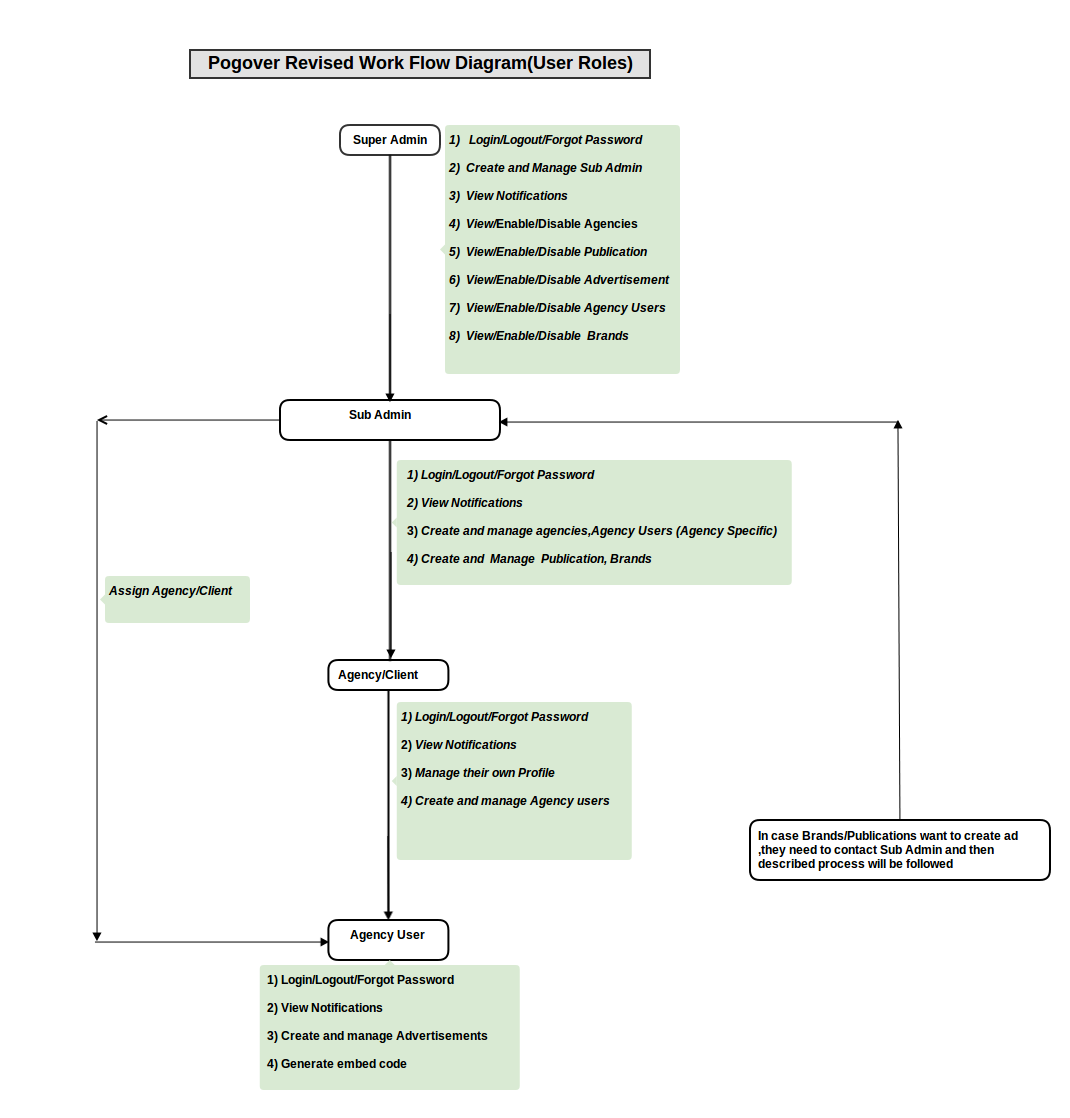 Pogover Revised Work Flow Diagram(User Roles)
Super Admin
1) Login/Logout/Forgot Password
2) Create and Manage Sub Admin
3) View Notifications
4) View/Enable/Disable Agencies
5) View/Enable/Disable Publication
6) View/Enable/Disable Advertisement
7) View/Enable/Disable Agency Users
8) View/Enable/Disable Brands
Sub Admin
1) Login/Logout/Forgot Password
2) View Notifications
3) Create and manage agencies,Agency Users (Agency Specific)
4) Create and Manage Publication, Brands
Assign Agency/Client
Agency/Client
1) Login/Logout/Forgot Password
2) View Notifications
3) Manage their own Profile
4) Create and manage Agency users
In case Brands/Publications want to create ad
,they need to contact Sub Admin and then
described process will be followed
Agency User
1) Login/Logout/Forgot Password
2) View Notifications
3) Create and manage Advertisements
4) Generate embed code